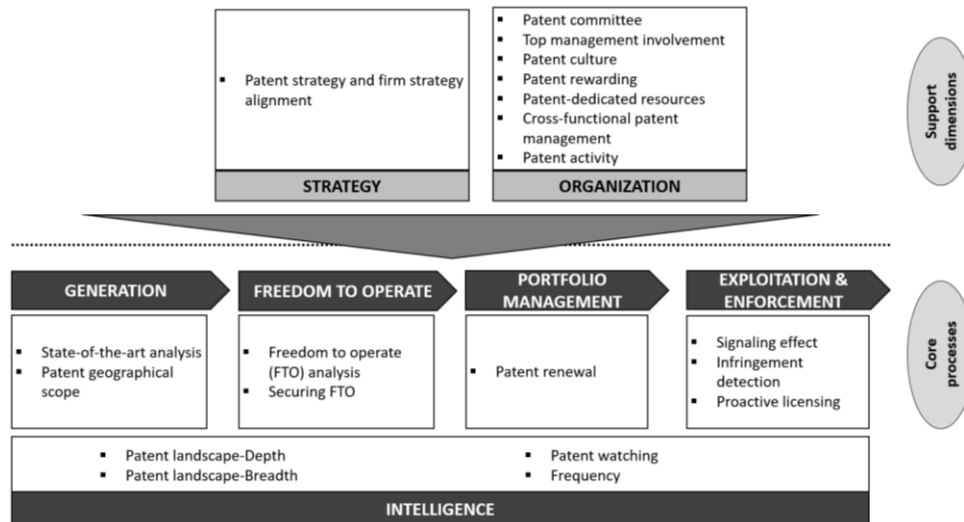 ▪ Patent strategy and firm strategy
alignment
STRATEGY
▪ Patent committee
▪ Top management involvement
▪ Patent culture
▪ Patent rewarding
▪ Patent-dedicated resources
▪ Cross-functional patent
management
▪ Patent activity
ORGANIZATION
Support
dimensions
GENERATION
▪ State-of-the-art analysis
▪ Patent geographical
scope
FREEDOM TO OPERATE
▪ Freedom to operate
(FTO) analysis
▪ Securing FTO
PORTFOLIO
MANAGEMENT
▪ Patent renewal
EXPLOITATION &
ENFORCEMENT
▪ Signaling effect
▪ Infringement
detection
▪ Proactive licensing
Core
processes
▪ Patent landscape-Depth
▪ Patent landscape-Breadth
▪ Patent watching
▪ Frequency
INTELLIGENCE